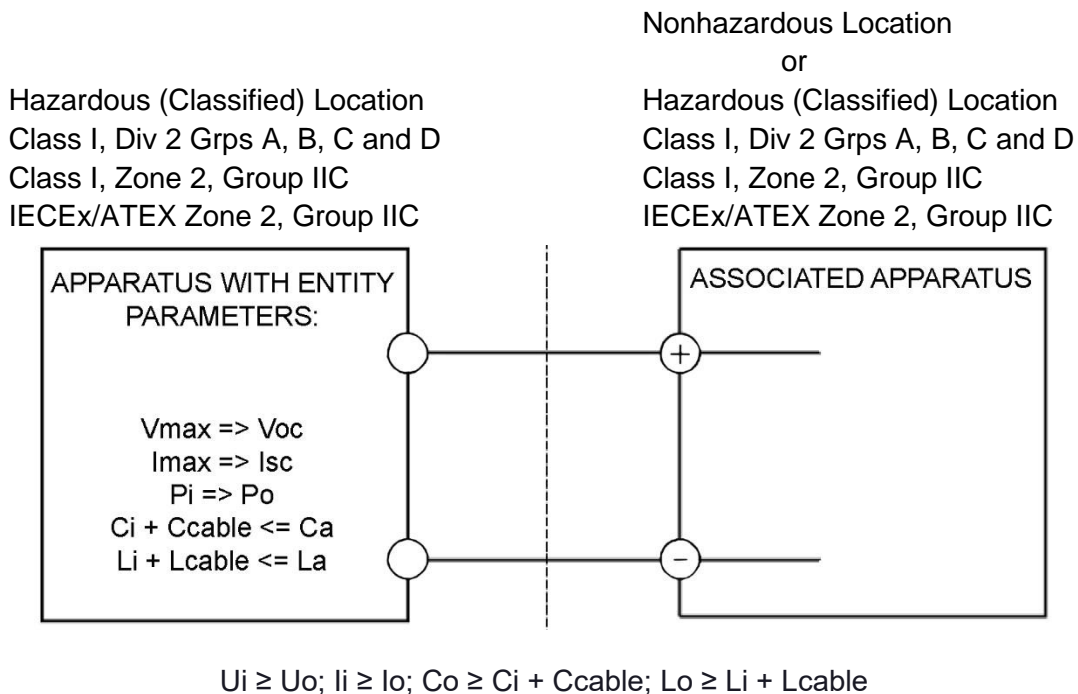 Nonhazardous Location
or
Hazardous (Classified) Location
Class I, Div 2 Grps A, B, C and D
Class I, Zone 2, Group IIC
IECEx/ATEX Zone 2, Group IIC
Hazardous (Classified) Location
Class I, Div 2 Grps A, B, C and D
Class I, Zone 2, Group IIC
IECEx/ATEX Zone 2, Group IIC
APPARATUS WITH ENTITY
PARAMETERS:
Vmax => Voc
Imax => Isc
Pi => Po
Ci + Ccable <= Ca
Li + Lcable <= La
ASSOCIATED APPARATUS
+
−
Ui ≥ Uo; Ii ≥ Io; Co ≥ Ci + Ccable; Lo ≥ Li + Lcable